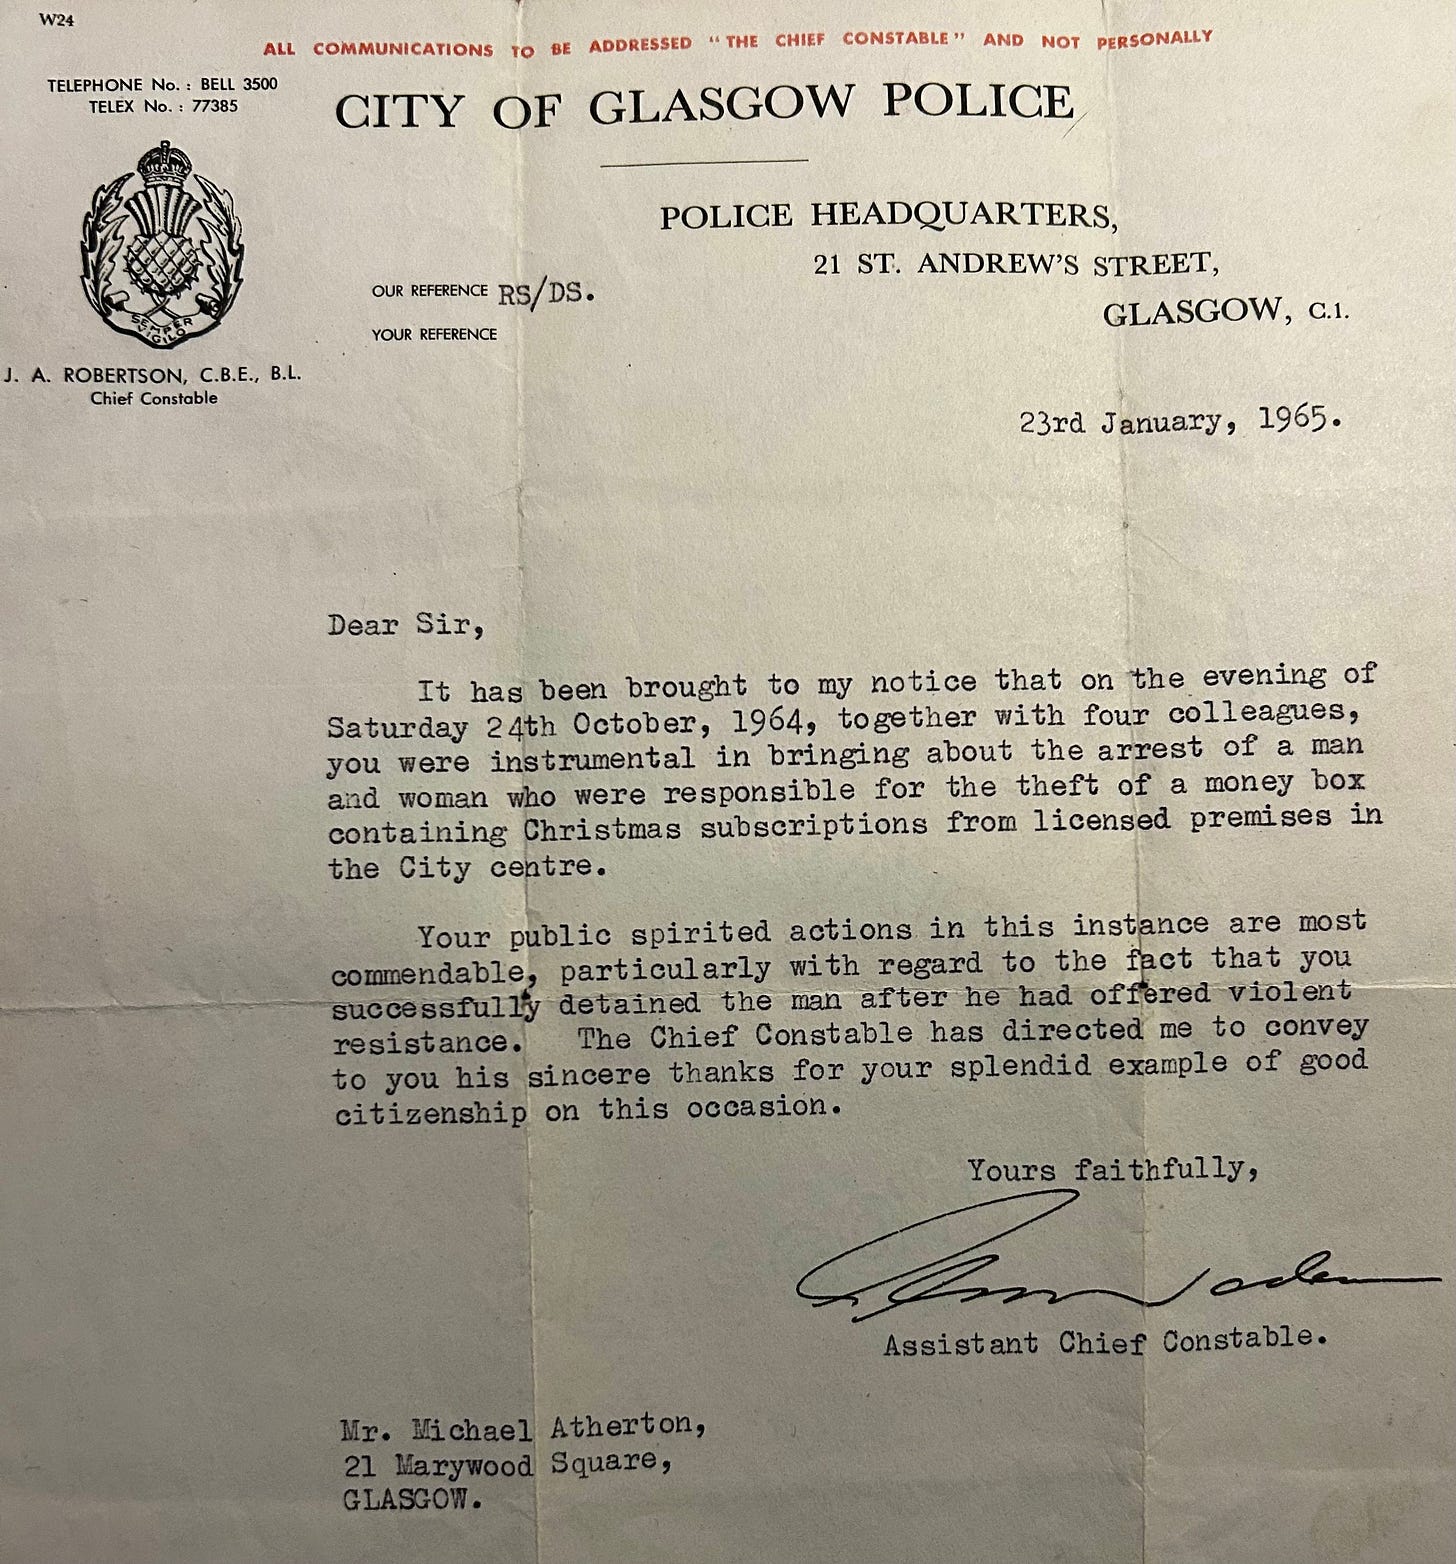 W24
ALL COMMUNICATIONS TO BE ADDRESSED “THE CHIEF CONSTABLE” AND NOT PERSONALLY
TELEPHONE No. : BELL 3500
TELEX No. : 77385
CITY OF GLASGOW POLICE
POLICE HEADQUARTERS,
21 ST. ANDREW'S STREET,
GLASGOW, C.1.
SEMPER
VIGILO
OUR REFERENCE RS/DS.
YOUR REFERENCE
J. A. ROBERTSON, C.B.E., B.L.
Chief Constable
23rd January, 1965.
Dear Sir,
It has been brought to my notice that on the evening of
Saturday 24th October, 1964, together with four colleagues,
you were instrumental in bringing about the arrest of a man
and woman who were responsible for the theft of a money box
containing Christmas subscriptions from licensed premises in
the City centre.
Your public spirited actions in this instance are most
commendable, particularly with regard to the fact that you
successfully detained the man after he had offered violent
resistance. The Chief Constable has directed me to convey
to you his sincere thanks for your splendid example of good
citizenship on this occasion.
Yours faithfully,
Assistant Chief Constable.
Mr. Michael Atherton,
21 Marywood Square,
GLASGOW.